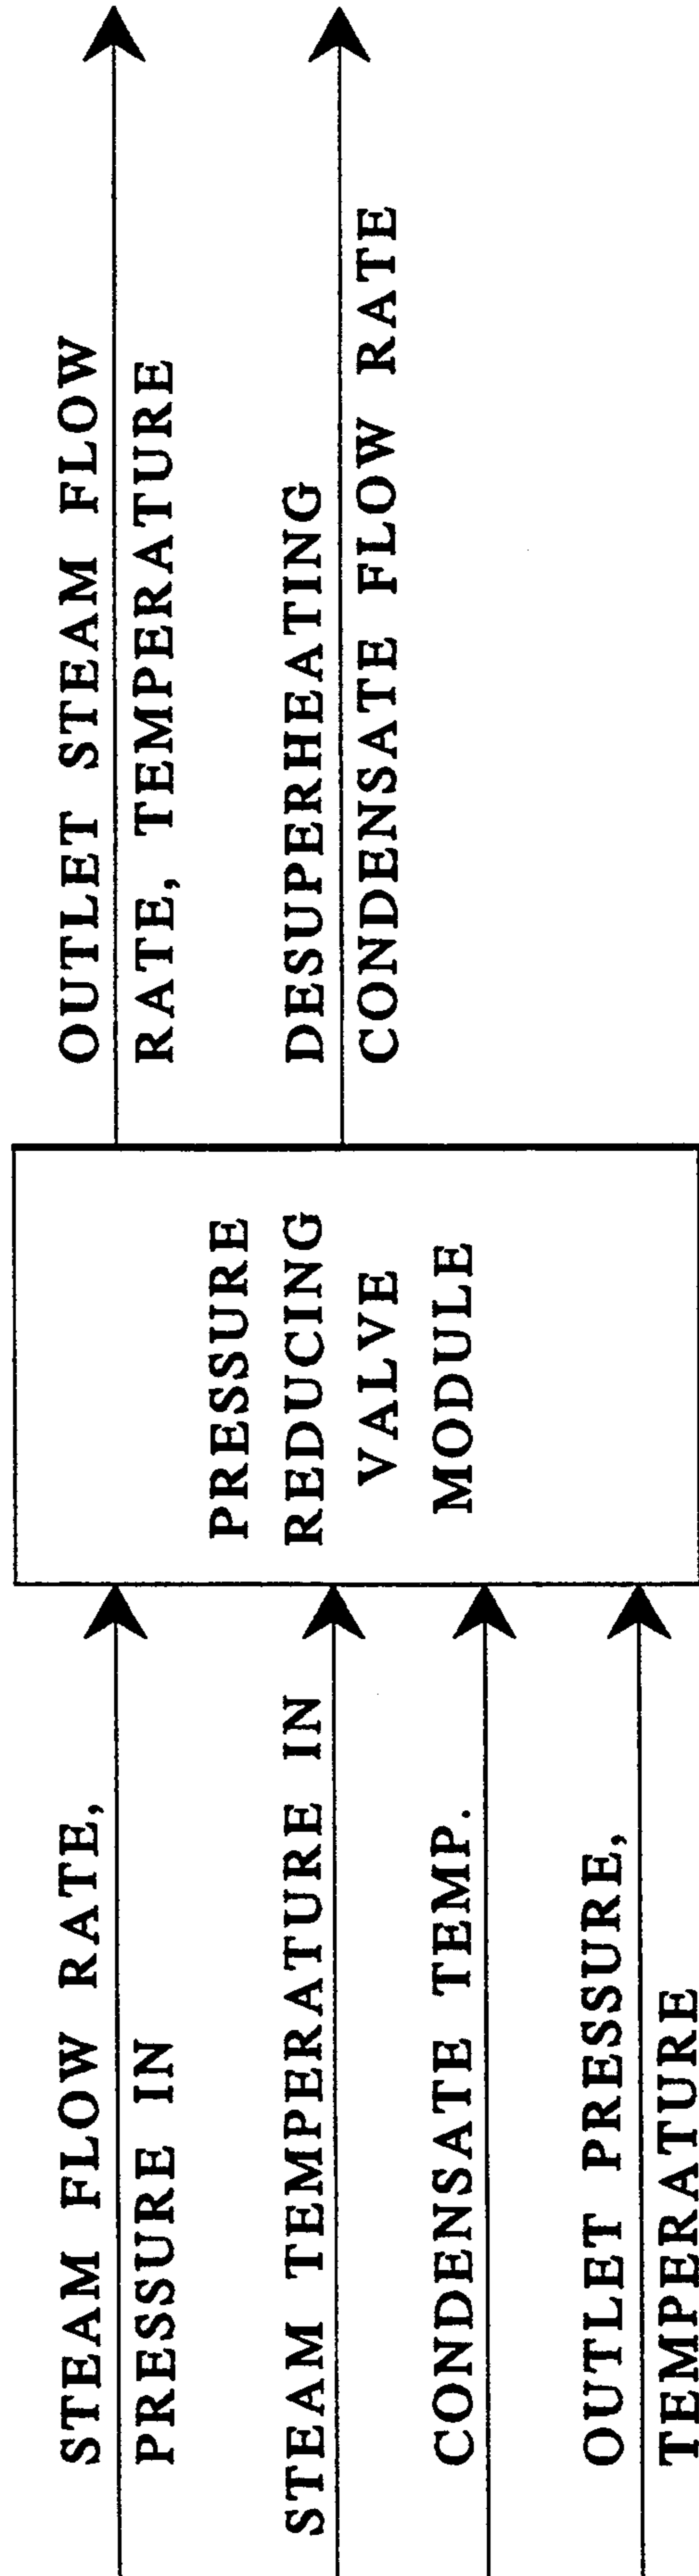 STEAM FLOW RATE,
PRESSURE IN
STEAM TEMPERATURE IN
CONDENSATE TEMP.
OUTLET PRESSURE,
TEMPERATURE
PRESSURE
REDUCING
VALVE
MODULE
OUTLET STEAM FLOW
RATE, TEMPERATURE
DESUPERHEATING
CONDENSATE FLOW RATE